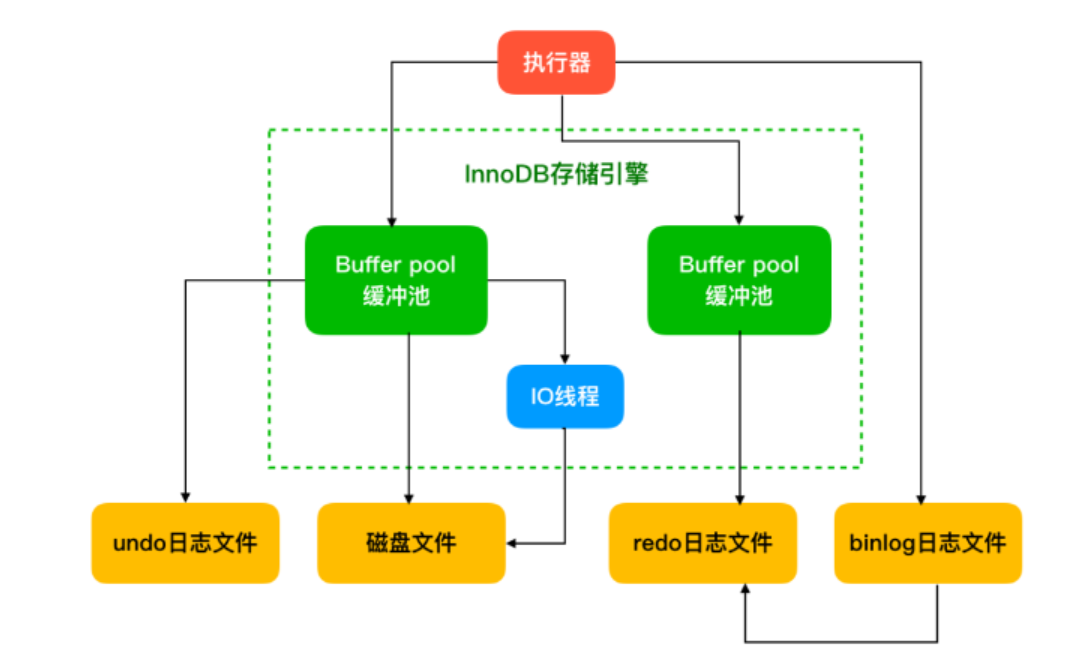 执行器
InnoDB存储引擎
Buffer pool
缓冲池
Buffer pool
缓冲池
IO线程
undo日志文件
磁盘文件
redo日志文件
binlog日志文件